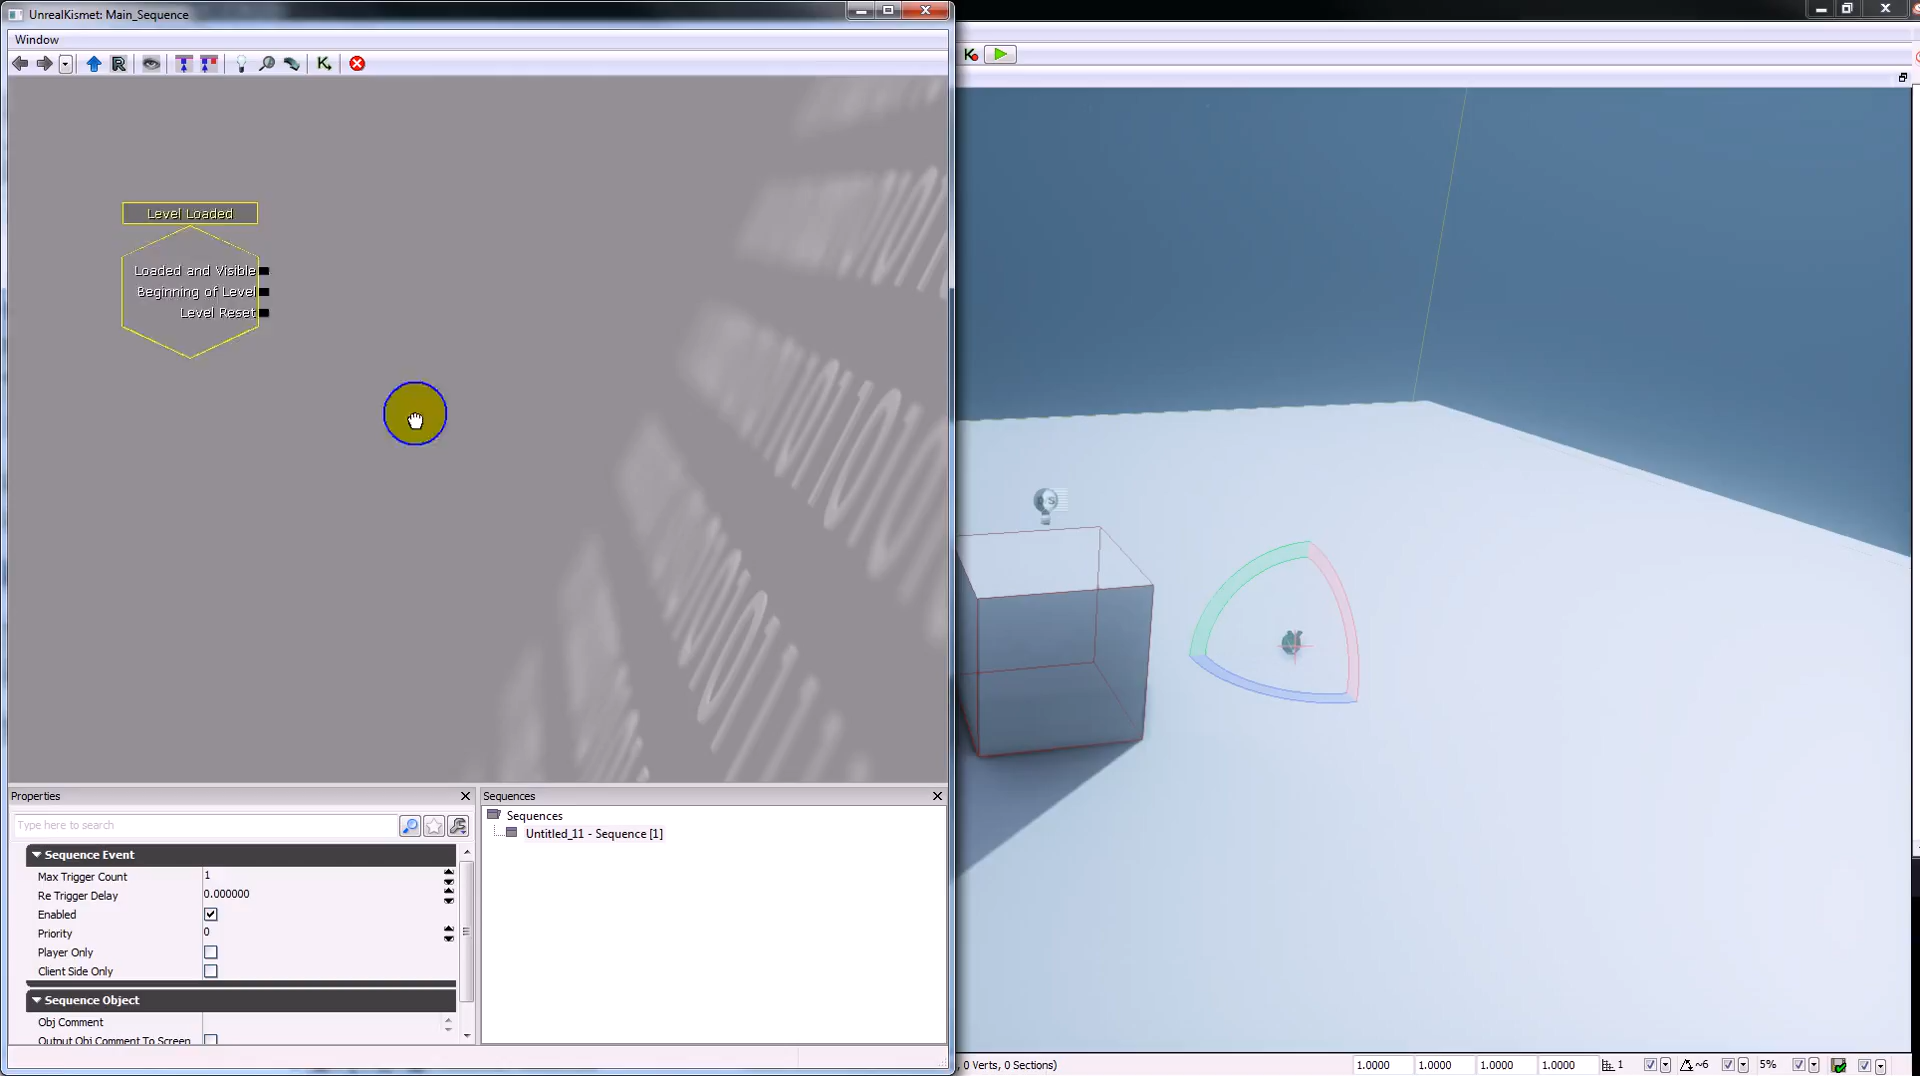 UnrealKismet: Main_Sequence
Window
Level Loaded
Loaded and Visible
Beginning of Level
Level Reset
Properties
Type here to search
Sequence Event
Max Trigger Count 1
Re Trigger Delay 0.000000
Enabled
Priority 0
Player Only
Client Side Only
Sequence Object
Obj Comment
Output Obj Comment To Screen
Sequences
Sequences
Untitled_11 - Sequence [1]
, 0 Verts, 0 Sections) 1.0000 1.0000 1.0000 1.0000 1 ~6 5%